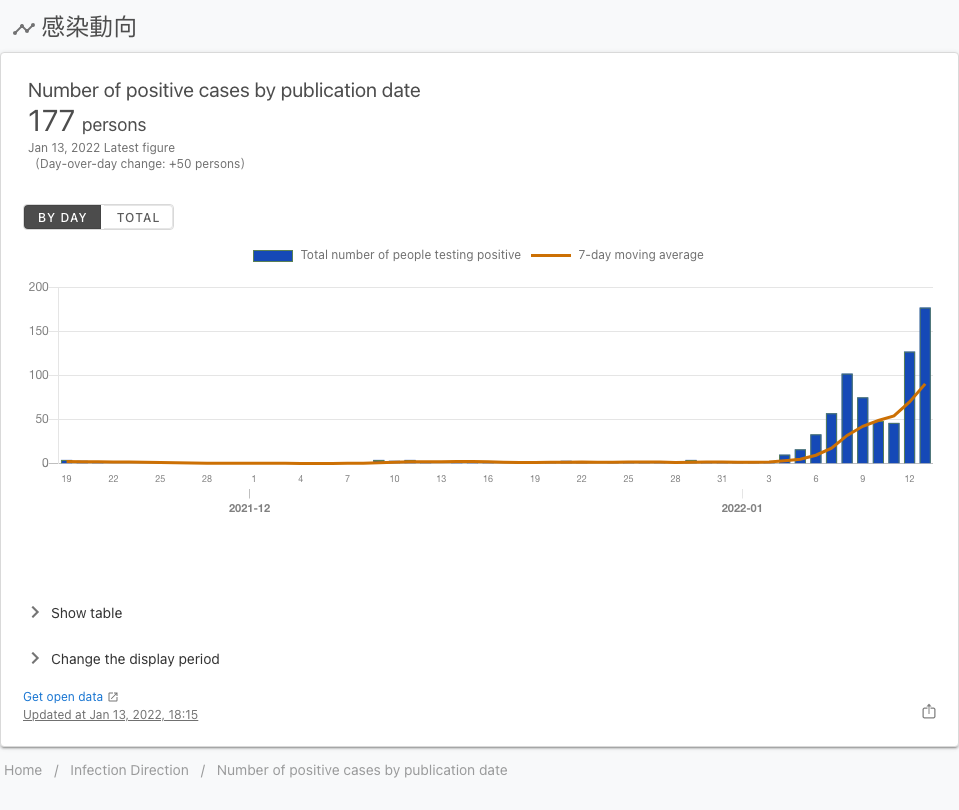 感染動向
Number of positive cases by publication date
177 persons
Jan 13, 2022 Latest figure
(Day-over-day change: +50 persons)
BY DAY TOTAL
Total number of people testing positive 7-day moving average
200
150
100
50
0
19 22 25 28 1 4 7 10 13 16 19 22 25 28 31 3 6 9 12
2021-12 2022-01
Show table
Change the display period
Get open data
Updated at Jan 13, 2022, 18:15
Home / Infection Direction / Number of positive cases by publication date